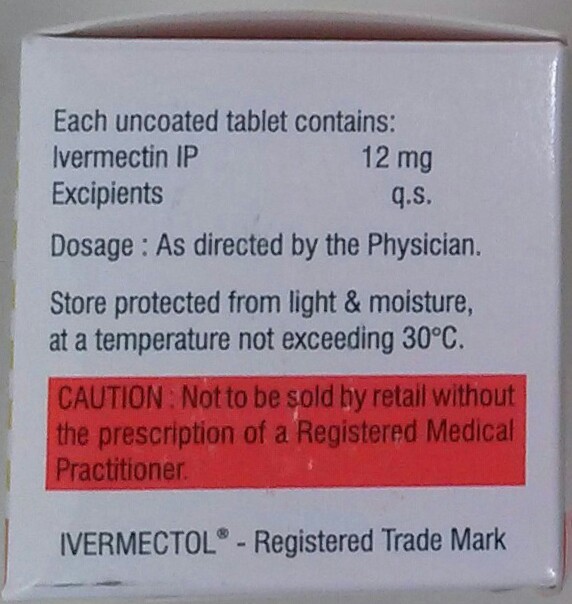 Each uncoated tablet contains:
Ivermectin IP 12 mg
Excipients q.s.
Dosage : As directed by the Physician.
Store protected from light & moisture,
at a temperature not exceeding 30°C.
CAUTION : Not to be sold by retail without
the prescription of a Registered Medical
Practitioner.
IVERMECTOL® - Registered Trade Mark